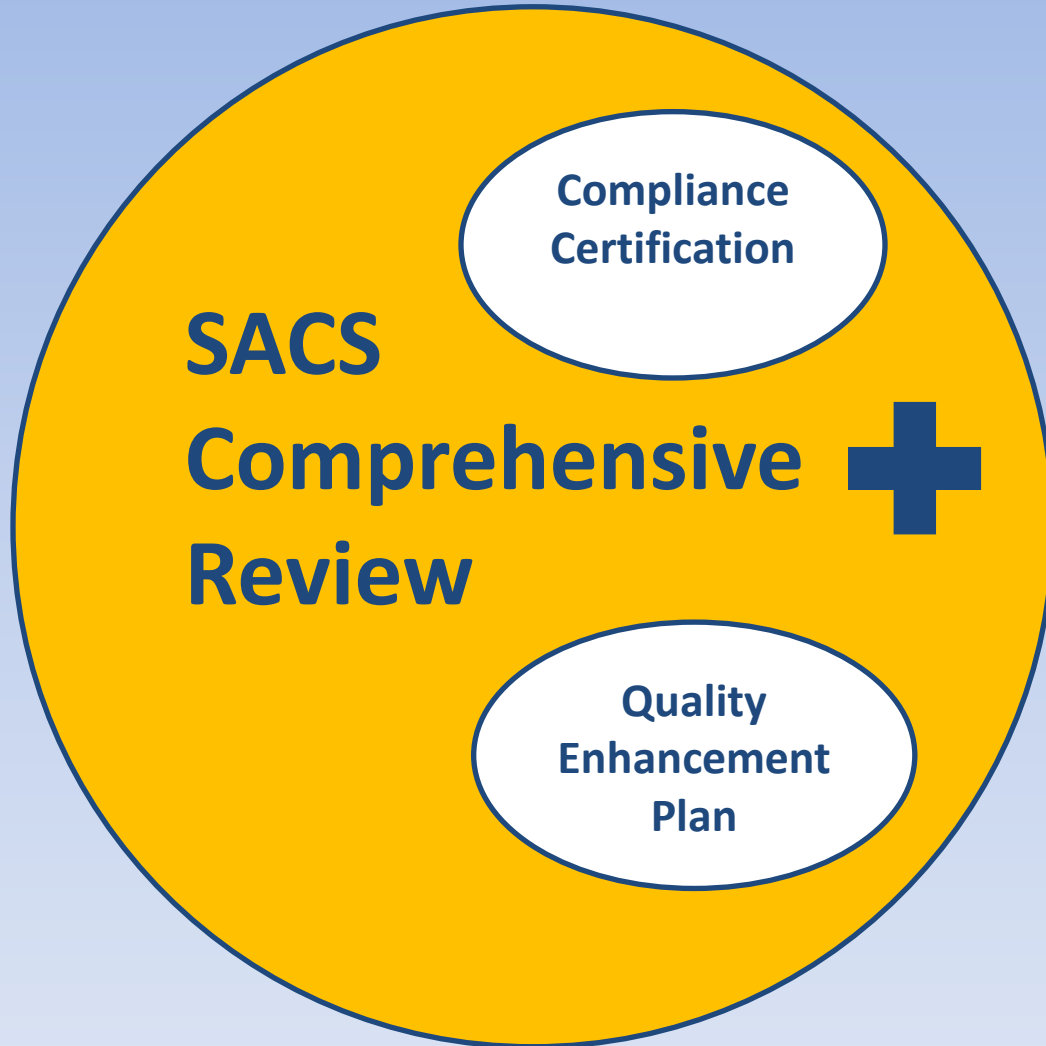 Compliance
Certification
SACS
Comprehensive
Review
Quality
Enhancement
Plan